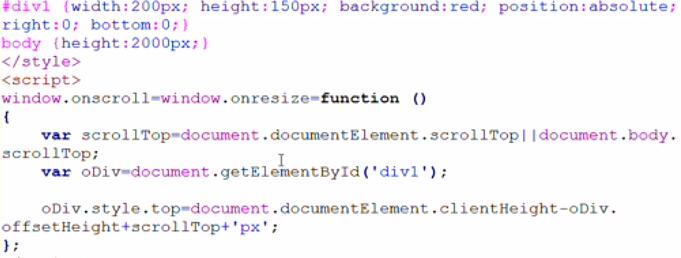 #div1 {width:200px; height:150px; background:red; position:absolute;
right:0; bottom:0;}
body {height:2000px;}
</style>
<script>
window.onscroll=window.onresize=function ()
{
    var scrollTop=document.documentElement.scrollTop||document.body.
scrollTop;
    var oDiv=document.getElementById('div1');
    oDiv.style.top=document.documentElement.clientHeight-oDiv.
offsetHeight+scrollTop+'px';
};